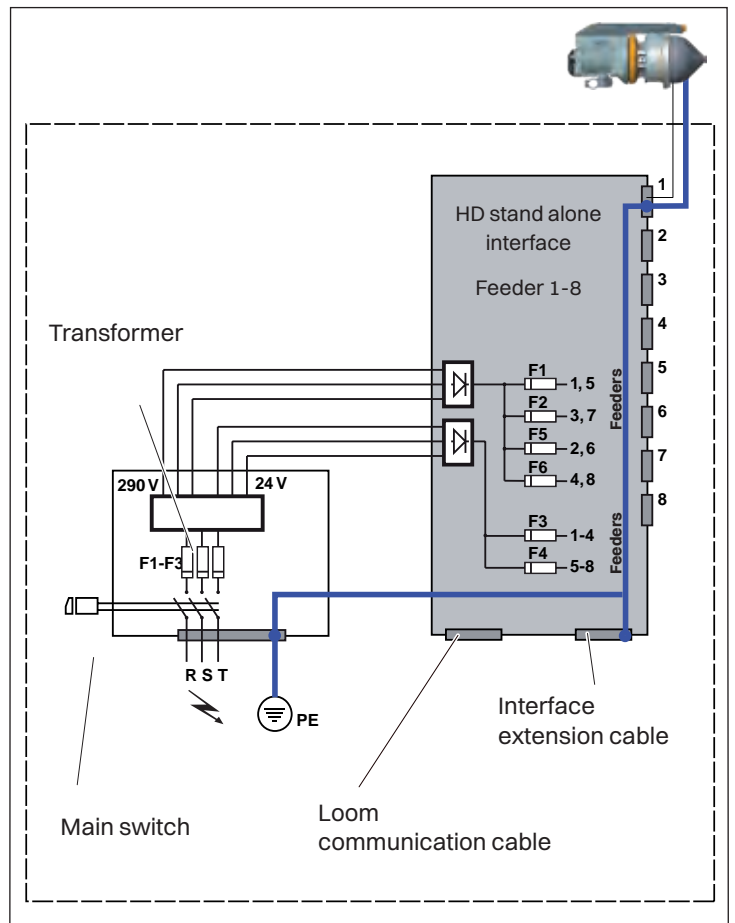 1
HD stand alone
interface
2
Feeder 1-8
3
Transformer
4
5
F1
1, 5
Feeders
F2
3, 7
6
F5
2, 6
7
F6
4, 8
290 V
24 V
8
F3
1-4
Feeders
F1-F3
F4
5-8
R S T
PE
Interface
extension cable
Main switch
Loom
communication cable